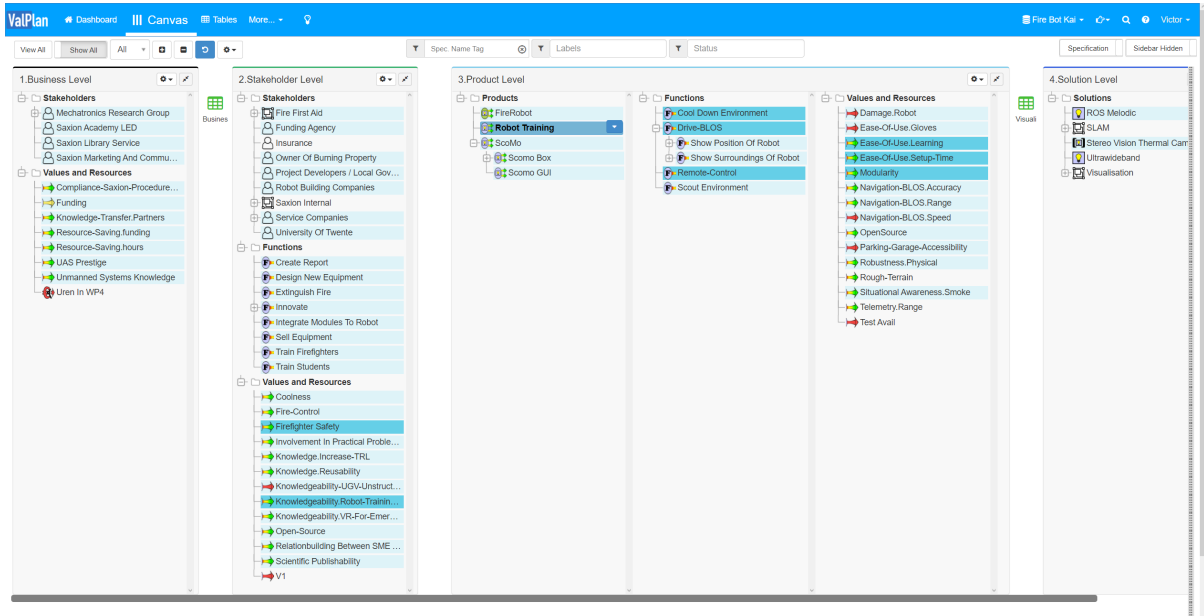 ValPlan Dashboard Canvas Tables More... Fire Bot Kai Victor
View All Show All All Spec. Name Tag Labels Status Specification Sidebar Hidden
1.Business Level
Stakeholders
Mechatronics Research Group
Saxion Academy LED
Saxion Library Service
Saxion Marketing And Commu...
Values and Resources
Compliance-Saxion-Procedure...
Funding
Knowledge-Transfer.Partners
Resource-Saving.funding
Resource-Saving.hours
UAS Prestige
Unmanned Systems Knowledge
Uren In WP4
Busines
2.Stakeholder Level
Stakeholders
Fire First Aid
Funding Agency
Insurance
Owner Of Burning Property
Project Developers / Local Gov...
Robot Building Companies
Saxion Internal
Service Companies
University Of Twente
Functions
Create Report
Design New Equipment
Extinguish Fire
Innovate
Integrate Modules To Robot
Sell Equipment
Train Firefighters
Train Students
Values and Resources
Coolness
Fire-Control
Firefighter Safety
Involvement In Practical Proble...
Knowledge.Increase-TRL
Knowledge.Reusability
Knowledgeability-UGV-Unstruct...
Knowledgeability.Robot-Trainin...
Knowledgeability.VR-For-Emer...
Open-Source
Relationbuilding Between SME ...
Scientific Publishability
V1
3.Product Level
Products
FireRobot
Robot Training
ScoMo
Scomo Box
Scomo GUI
Functions
Cool Down Environment
Drive-BLOS
Show Position Of Robot
Show Surroundings Of Robot
Remote-Control
Scout Environment
Values and Resources
Damage.Robot
Ease-Of-Use.Gloves
Ease-Of-Use.Learning
Ease-Of-Use.Setup-Time
Modularity
Navigation-BLOS.Accuracy
Navigation-BLOS.Range
Navigation-BLOS.Speed
OpenSource
Parking-Garage-Accessibility
Robustness.Physical
Rough-Terrain
Situational Awareness.Smoke
Telemetry.Range
Test Avail
Visuali
4.Solution Level
Solutions
ROS Melodic
SLAM
Stereo Vision Thermal Cam
Ultrawideband
Visualisation